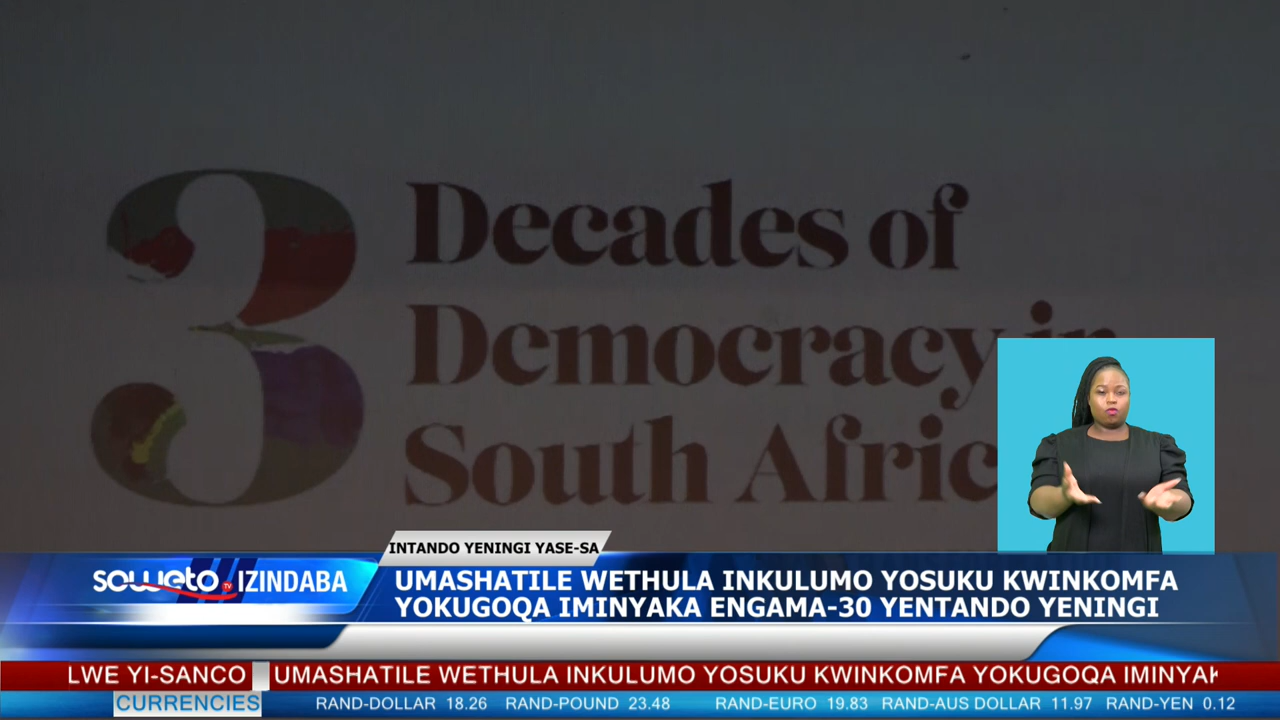 3 Decades of
Democracy in
South Afric
INTANDO YENINGI YASE-SA
soweto TV IZINDABA
UMASHATILE WETHULA INKULUMO YOSUKU KWINKOMFA
YOKUGOQA IMINYAKA ENGAMA-30 YENTANDO YENINGI
LWE YI-SANCO UMASHATILE WETHULA INKULUMO YOSUKU KWINKOMFA YOKUGOQA IMINYAK
CURRENCIES RAND-DOLLAR 18.26 RAND-POUND 23.48 RAND-EURO 19.83 RAND-AUS DOLLAR 11.97 RAND-YEN 0.12